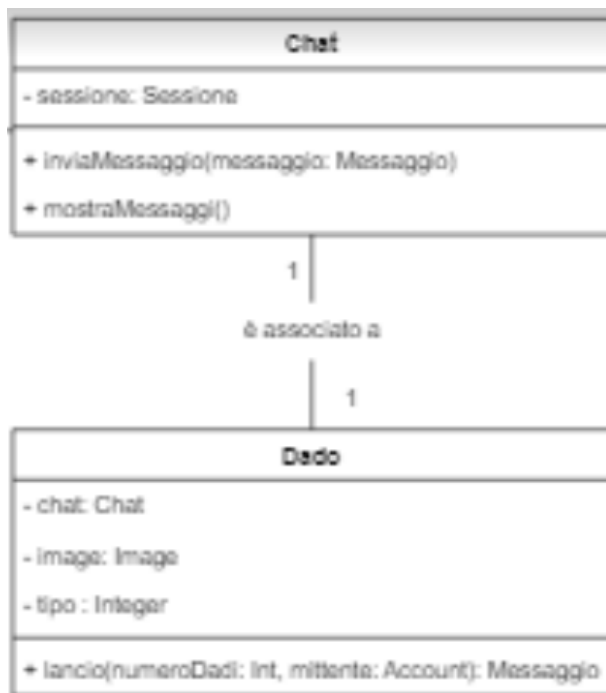 Chat
- sessione: Sessione
+ inviaMessaggio(messaggio: Messaggio)
+ mostraMessaggi()
1
è associato a
1
Dado
- chat: Chat
- image: Image
- tipo : Integer
+ lancio(numeroDadi: Int, mittente: Account): Messaggio